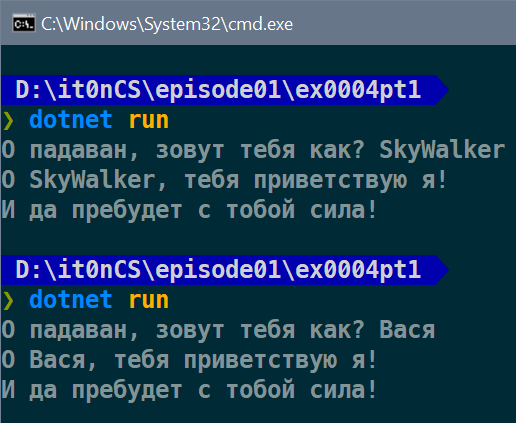 C:\Windows\System32\cmd.exe
D:\it0nCS\episode01\ex0004pt1
❯ dotnet run
О падаван, зовут тебя как? SkyWalker
О SkyWalker, тебя приветствую я!
И да пребудет с тобой сила!
D:\it0nCS\episode01\ex0004pt1
❯ dotnet run
О падаван, зовут тебя как? Вася
О Вася, тебя приветствую я!
И да пребудет с тобой сила!